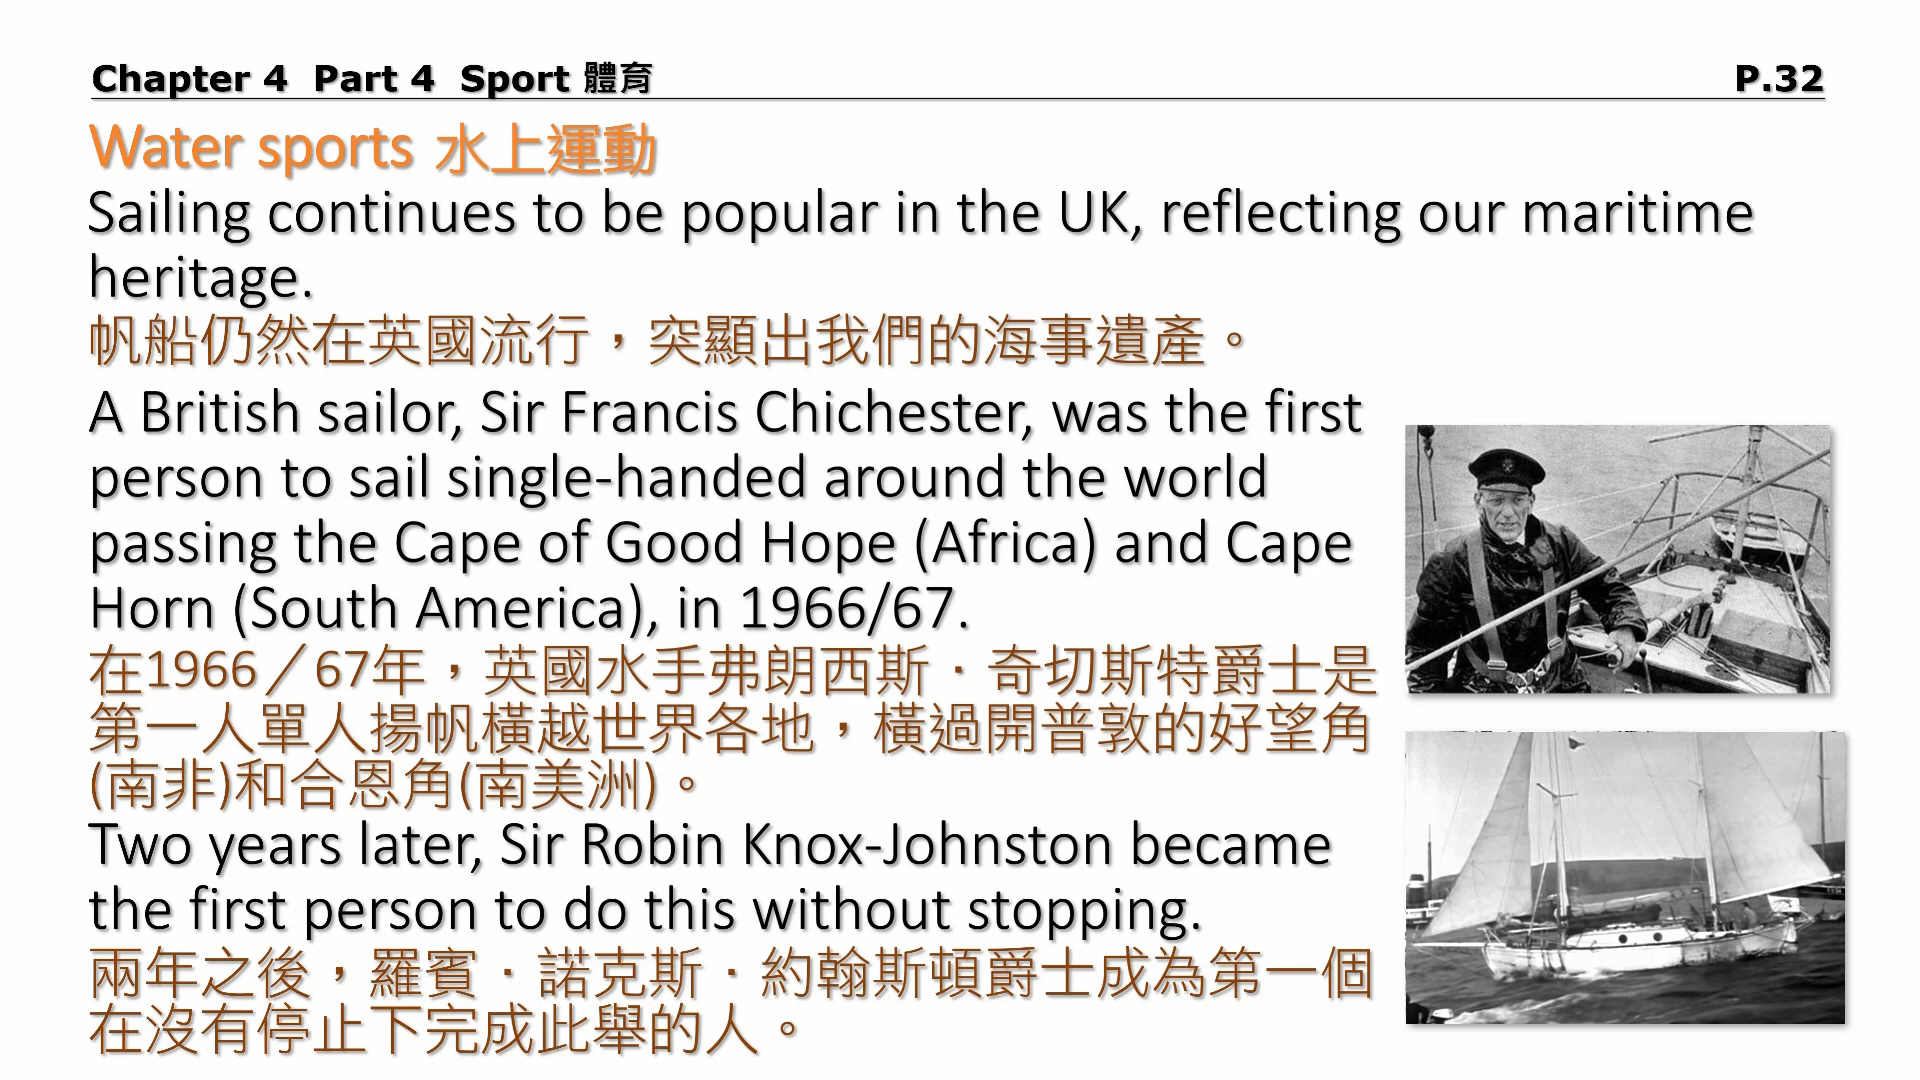 Chapter 4  Part 4  Sport 體育
P.32
Water sports 水上運動
Sailing continues to be popular in the UK, reflecting our maritime
heritage.
帆船仍然在英國流行，突顯出我們的海事遺產。
A British sailor, Sir Francis Chichester, was the first
person to sail single-handed around the world
passing the Cape of Good Hope (Africa) and Cape
Horn (South America), in 1966/67.
在1966／67年，英國水手弗朗西斯．奇切斯特爵士是
第一人單人揚帆橫越世界各地，橫過開普敦的好望角
(南非)和合恩角(南美洲)。
Two years later, Sir Robin Knox-Johnston became
the first person to do this without stopping.
兩年之後，羅賓．諾克斯．約翰斯頓爵士成為第一個
在沒有停止下完成此舉的人。